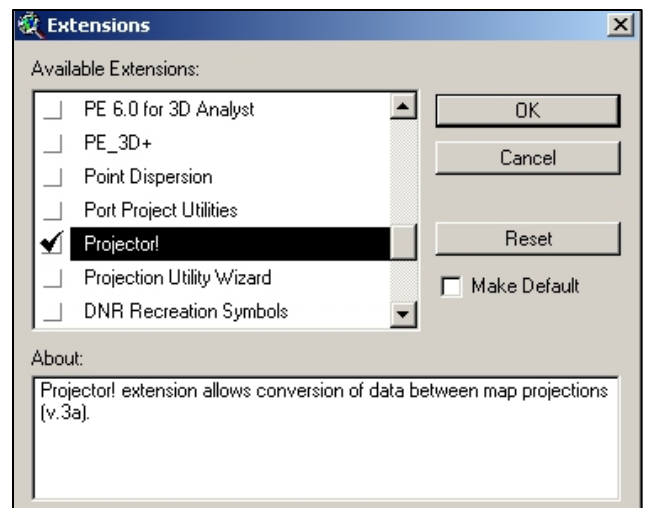 Extensions
Available Extensions:
PE 6.0 for 3D Analyst
PE_3D+
Point Dispersion
Port Project Utilities
Projector!
Projection Utility Wizard
DNR Recreation Symbols
OK
Cancel
Reset
Make Default
About:
Projector! extension allows conversion of data between map projections
(v.3a).